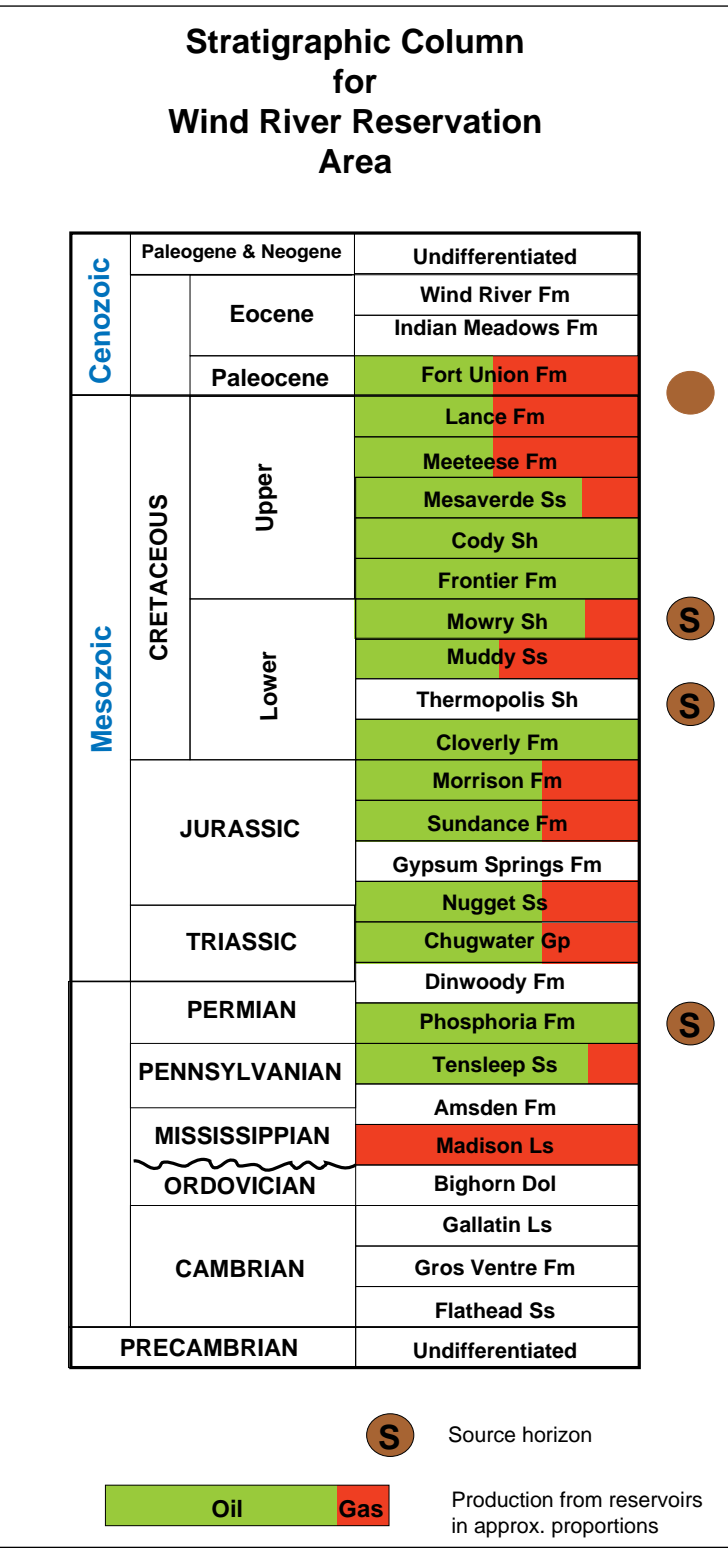 Stratigraphic Column
for
Wind River Reservation
Area
Cenozoic
Paleogene & Neogene
Undifferentiated
Eocene
Wind River Fm
Indian Meadows Fm
Paleocene
Fort Union Fm
Mesozoic
CRETACEOUS
Upper
Lance Fm
Meeteese Fm
Mesaverde Ss
Cody Sh
Frontier Fm
Lower
Mowry Sh
S
Muddy Ss
Thermopolis Sh
S
Cloverly Fm
JURASSIC
Morrison Fm
Sundance Fm
Gypsum Springs Fm
Nugget Ss
TRIASSIC
Chugwater Gp
Dinwoody Fm
PERMIAN
Phosphoria Fm
S
PENNSYLVANIAN
Tensleep Ss
Amsden Fm
MISSISSIPPIAN
Madison Ls
ORDOVICIAN
Bighorn Dol
CAMBRIAN
Gallatin Ls
Gros Ventre Fm
Flathead Ss
PRECAMBRIAN
Undifferentiated
S
Source horizon
Oil
Gas
Production from reservoirs
in approx. proportions